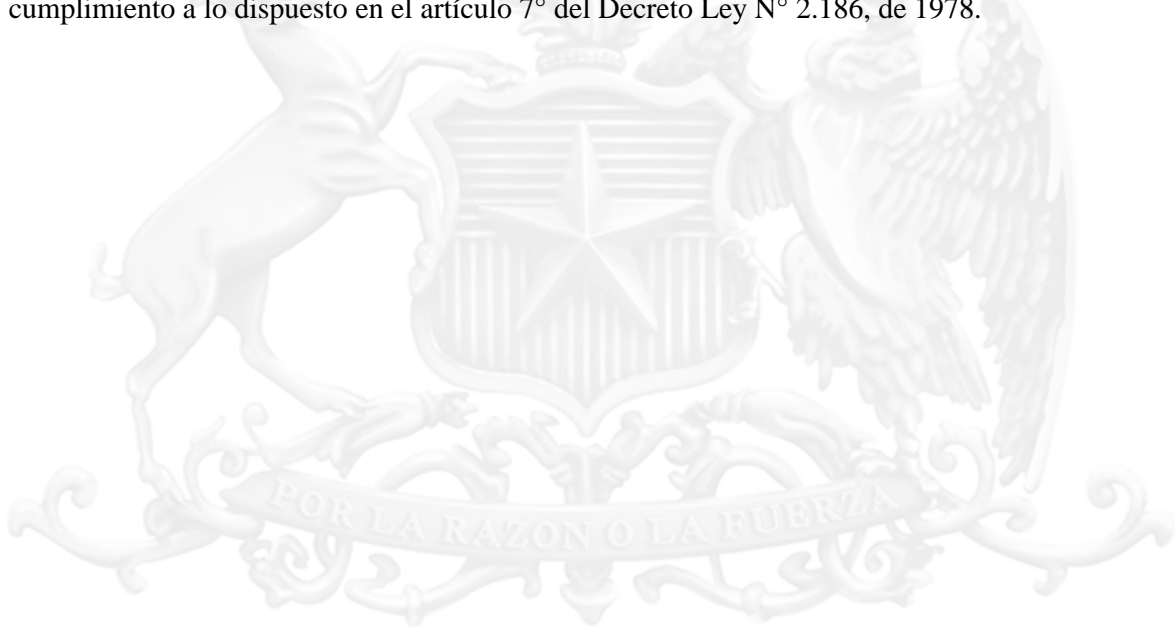 cumplimiento a lo dispuesto en el artículo 7° del Decreto Ley N° 2.186, de 1978.
POR LA RAZON O LA FUERZA